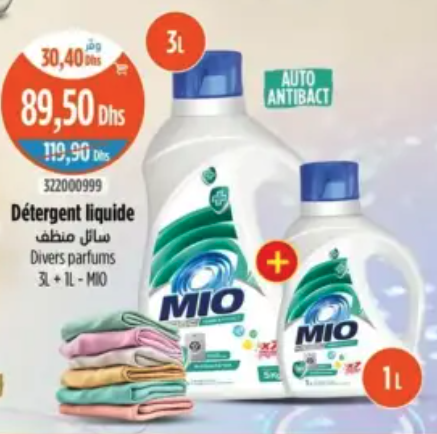 وفر
30,40 Dhs
89,50 Dhs
119,90 Dhs
322000999
Détergent liquide
سائل منظف
Divers parfums
3L + 1L - MIO
3L
AUTO
ANTIBACT
MIO
+
MIO
1L